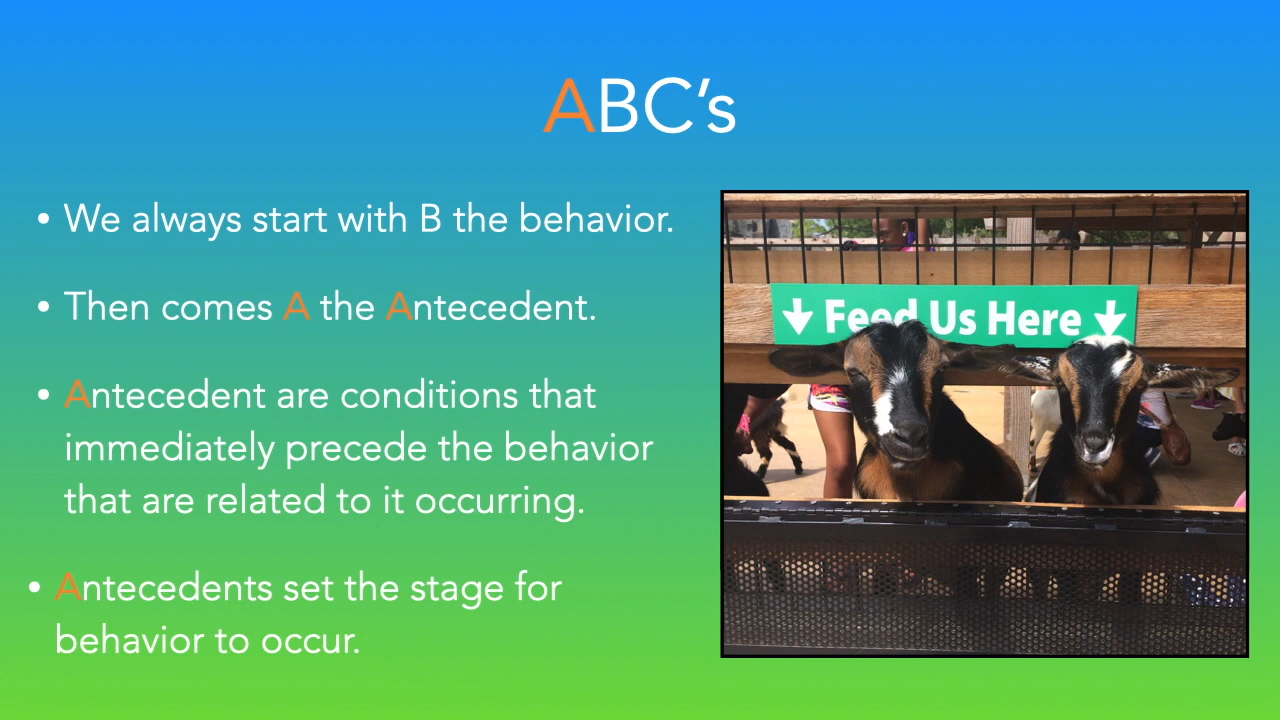 ABC’s
• We always start with B the behavior.
• Then comes A the Antecedent.
• Antecedent are conditions that
immediately precede the behavior
that are related to it occurring.
• Antecedents set the stage for
behavior to occur.
↓ Feed Us Here ↓